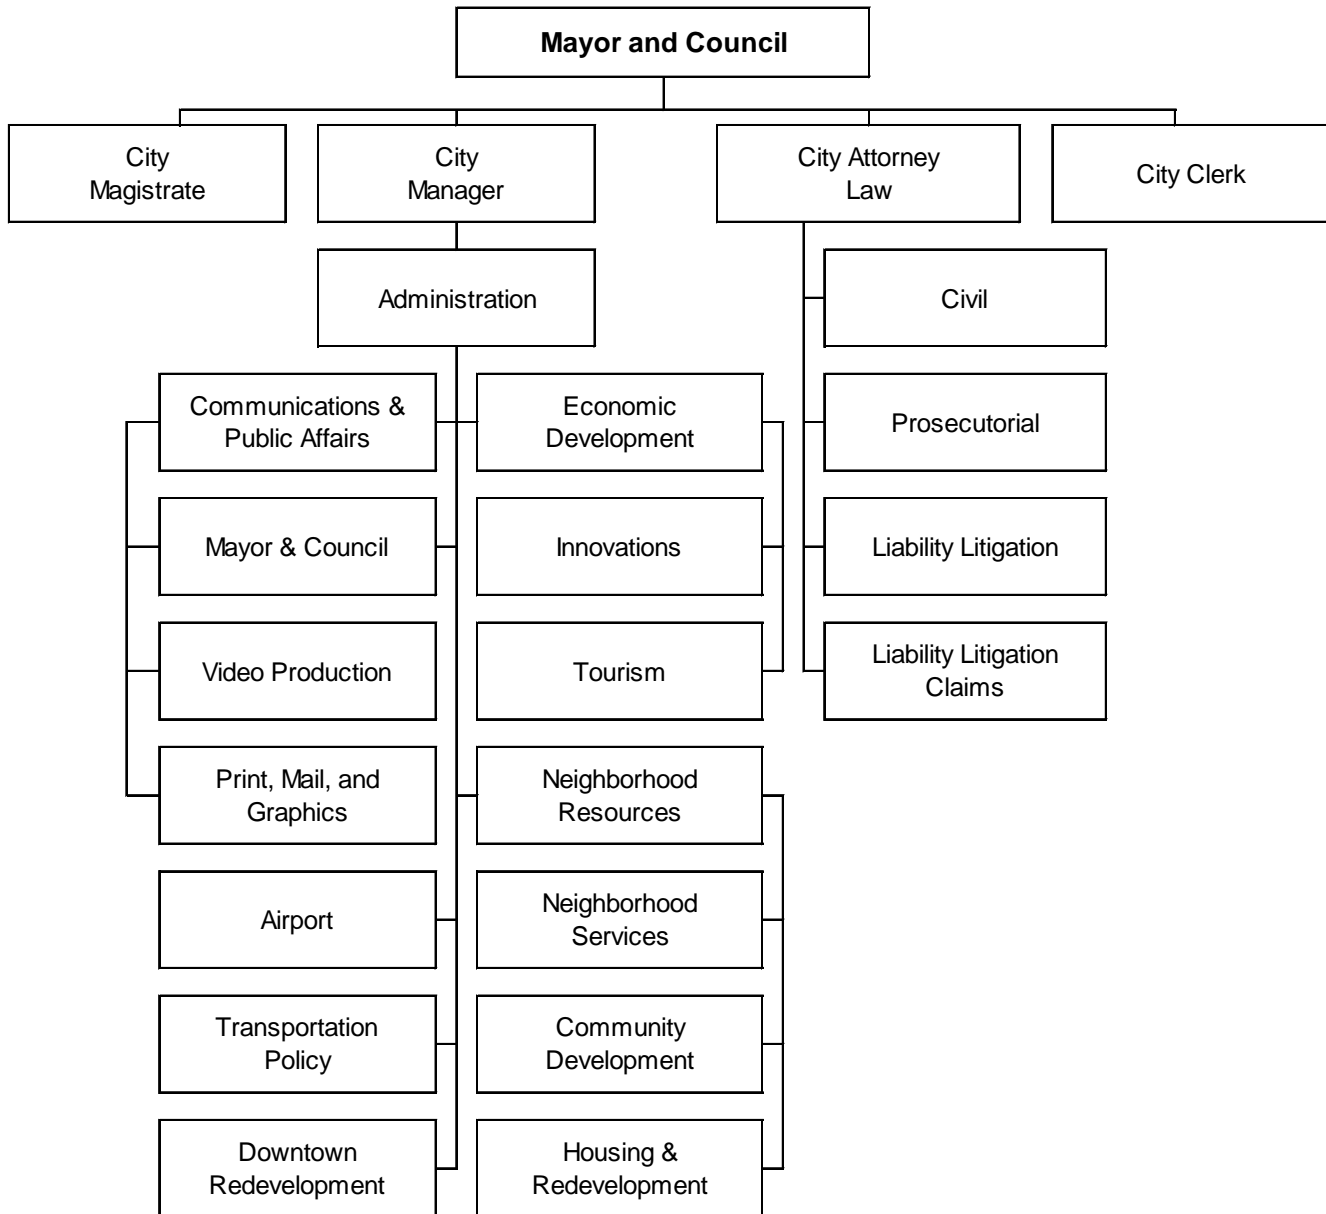 Mayor and Council
City
Magistrate
City
Manager
City Attorney
Law
City Clerk
Administration
Civil
Communications &
Public Affairs
Economic
Development
Prosecutorial
Mayor & Council
Innovations
Liability Litigation
Video Production
Tourism
Liability Litigation
Claims
Print, Mail, and
Graphics
Neighborhood
Resources
Airport
Neighborhood
Services
Transportation
Policy
Community
Development
Downtown
Redevelopment
Housing &
Redevelopment